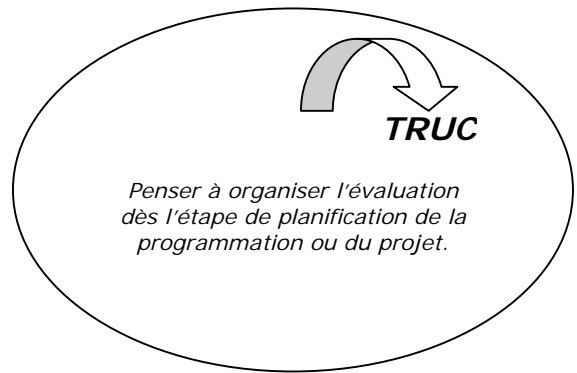 TRUC
Penser à organiser l'évaluation
dès l'étape de planification de la
programmation ou du projet.